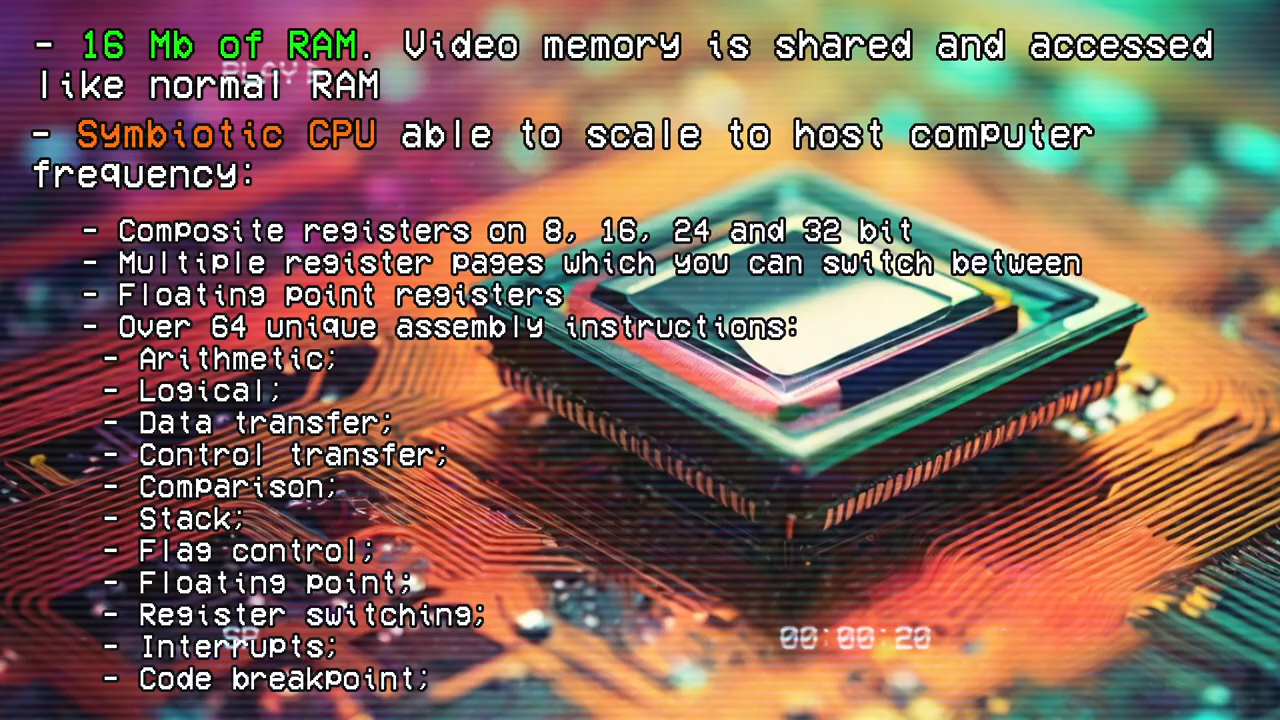 - 16 Mb of RAM. Video memory is shared and accessed
PLAY
like normal RAM
- Symbiotic CPU able to scale to host computer
frequency:
- Composite registers on 8, 16, 24 and 32 bit
- Multiple register pages which you can switch between
- Floating point registers
- Over 64 unique assembly instructions:
- Arithmetic;
- Logical;
- Data transfer;
- Control transfer;
- Comparison;
- Stack;
- Flag control;
- Floating point;
- Register switching;
SP
00:00:20
- Interrupts;
- Code breakpoint;